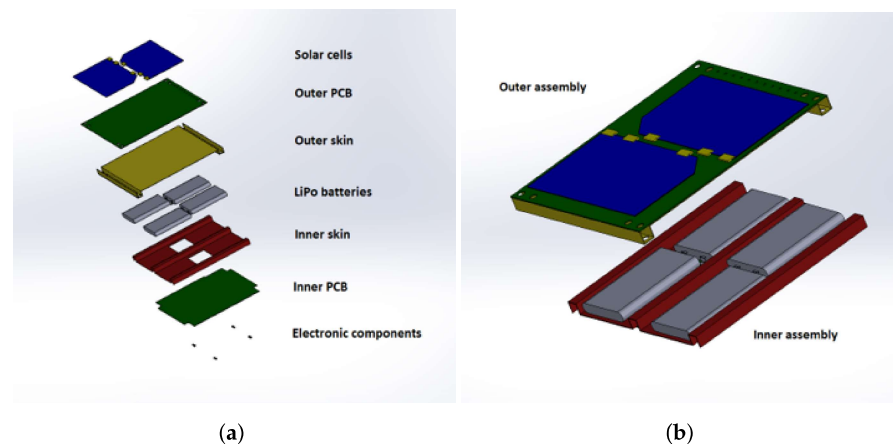 Solar cells
Outer PCB
Outer skin
LiPo batteries
Inner skin
Inner PCB
Electronic components
Outer assembly
Inner assembly
(a)
(b)